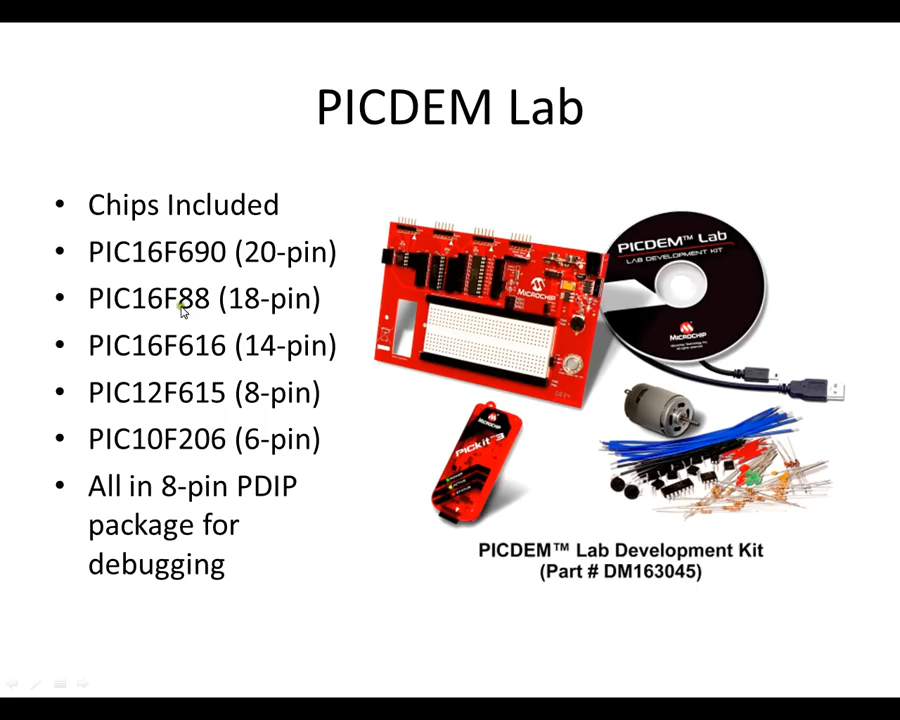 PICDEM Lab
• Chips Included
• PIC16F690 (20-pin)
• PIC16F88 (18-pin)
• PIC16F616 (14-pin)
• PIC12F615 (8-pin)
• PIC10F206 (6-pin)
• All in 8-pin PDIP
package for
debugging
MICROCHIP
PICDEM™ Lab
LAB DEVELOPMENT KIT
MICROCHIP
MICROCHIP
PICkit 3
PICDEM™ Lab Development Kit
(Part # DM163045)